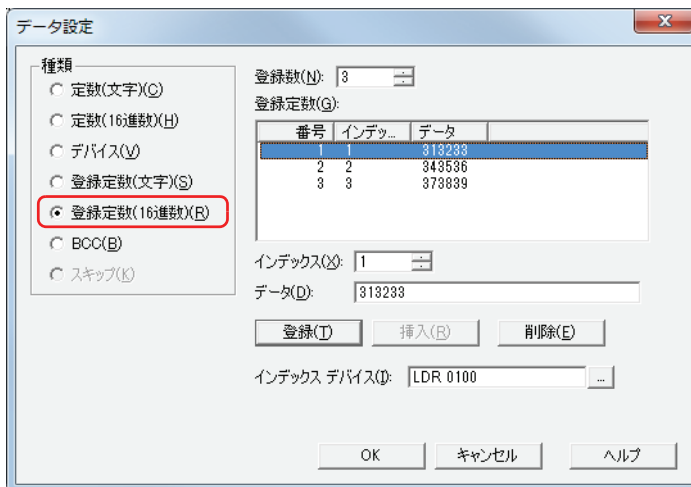 データ設定
種類
定数(文字)(C)
定数(16進数)(H)
デバイス(V)
登録定数(文字)(S)
登録定数(16進数)(R)
BCC(B)
スキップ(K)
登録数(N): 3
登録定数(G):
番号 インデッ... データ
1 1 313233
2 2 343536
3 3 373839
インデックス(X): 1
データ(D): 313233
登録(T) 挿入(R) 削除(E)
インデックス デバイス(I): LDR 0100 ...
OK キャンセル ヘルプ